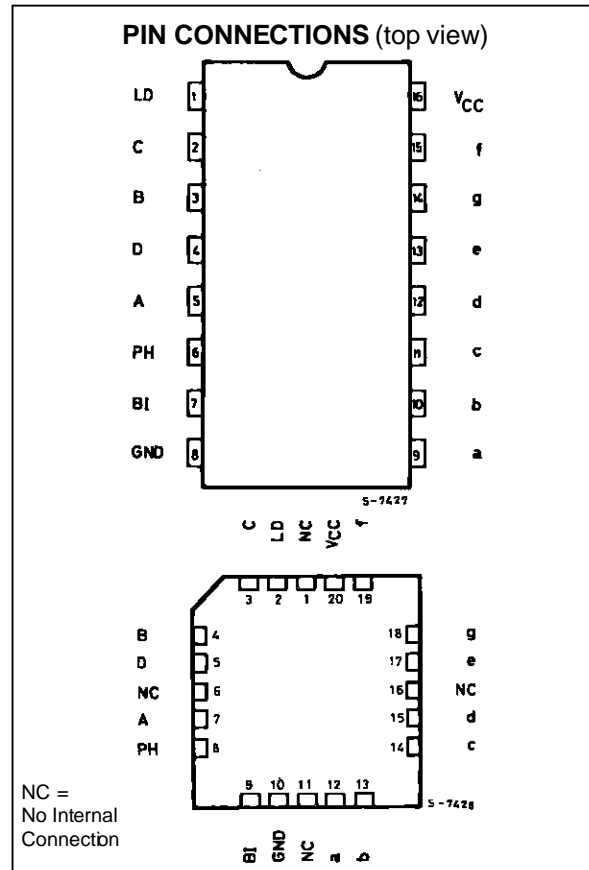 PIN CONNECTIONS (top view)
LD 1 16 VCC
C 2 15 f
B 3 14 g
D 4 13 e
A 5 12 d
PH 6 11 c
BI 7 10 b
GND 8 9 a
S-7427
C LD NC VCC f
3 2 1 20 19
B 4 18 g
D 5 17 e
NC 6 16 NC
A 7 15 d
PH 8 14 c
9 10 11 12 13
S-7428
BI GND NC a b
NC =
No Internal
Connection